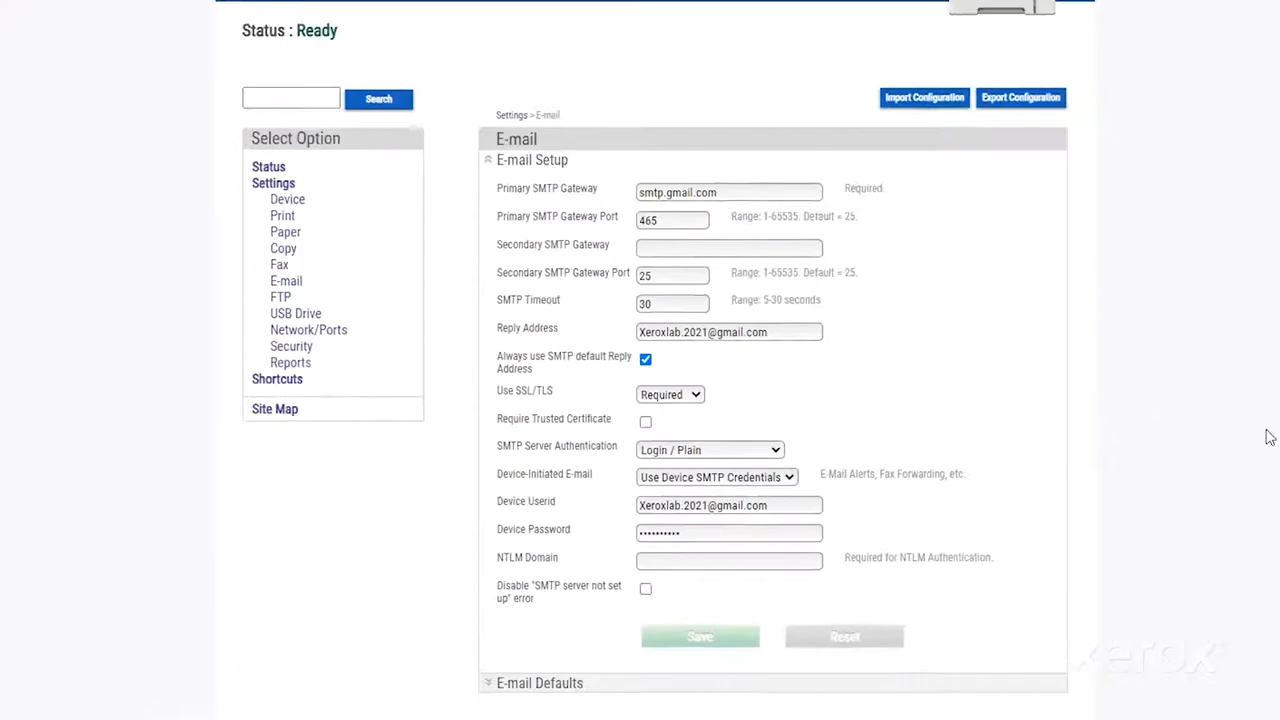 Status : Ready
Search
Import Configuration
Export Configuration
Select Option
Status
Settings
Device
Print
Paper
Copy
Fax
E-mail
FTP
USB Drive
Network/Ports
Security
Reports
Shortcuts
Site Map
Settings > E-mail
E-mail
E-mail Setup
Primary SMTP Gateway smtp.gmail.com Required.
Primary SMTP Gateway Port 465 Range: 1-65535. Default = 25.
Secondary SMTP Gateway
Secondary SMTP Gateway Port 25 Range: 1-65535. Default = 25.
SMTP Timeout 30 Range: 5-30 seconds
Reply Address Xeroxlab.2021@gmail.com
Always use SMTP default Reply
Address
Use SSL/TLS Required
Require Trusted Certificate
SMTP Server Authentication Login / Plain
Device-Initiated E-mail Use Device SMTP Credentials E-Mail Alerts, Fax Forwarding, etc.
Device Userid Xeroxlab.2021@gmail.com
Device Password ••••••••••
NTLM Domain Required for NTLM Authentication.
Disable "SMTP server not set
up" error
Save
Reset
E-mail Defaults
xerox